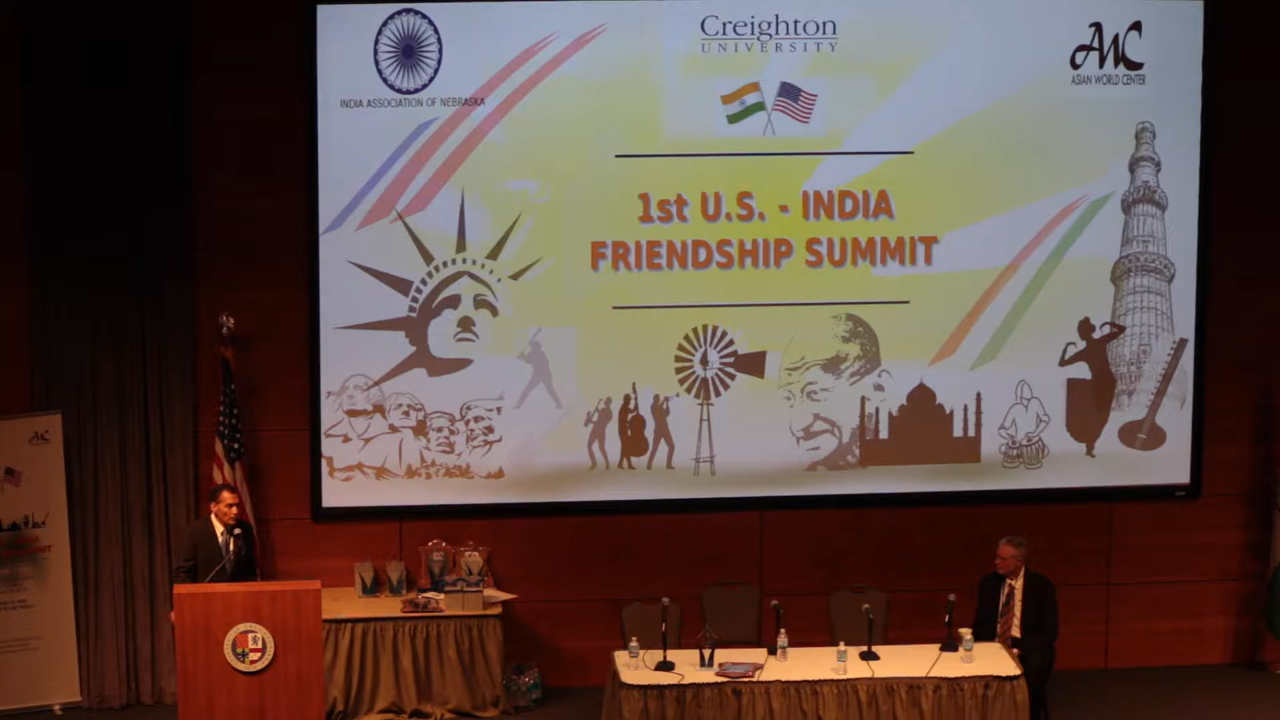 INDIA ASSOCIATION OF NEBRASKA
Creighton
UNIVERSITY
AWC
ASIAN WORLD CENTER
1st U.S. - INDIA
FRIENDSHIP SUMMIT